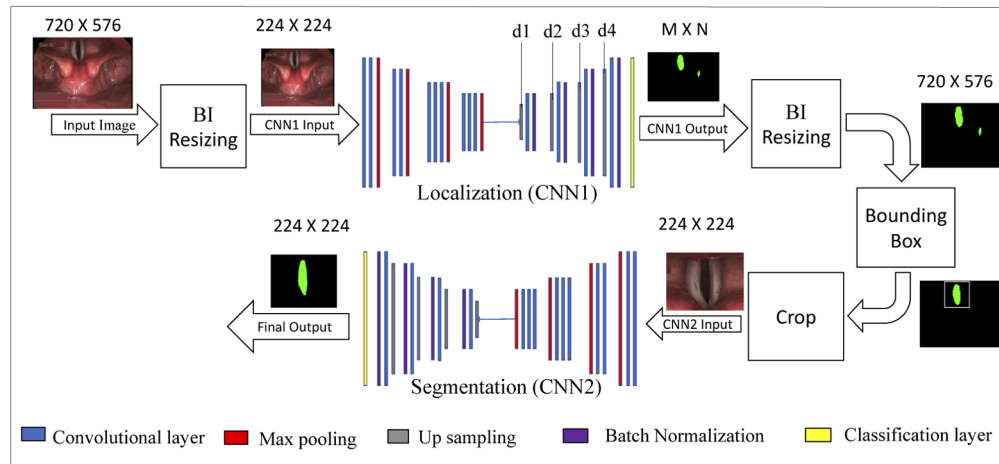 720 X 576
224 X 224
d1
d2
d3
d4
M X N
720 X 576
Input Image
BI
Resizing
CNN1 Input
Localization (CNN1)
CNN1 Output
BI
Resizing
Bounding
Box
224 X 224
224 X 224
Final Output
Segmentation (CNN2)
CNN2 Input
Crop
Convolutional layer
Max pooling
Up sampling
Batch Normalization
Classification layer